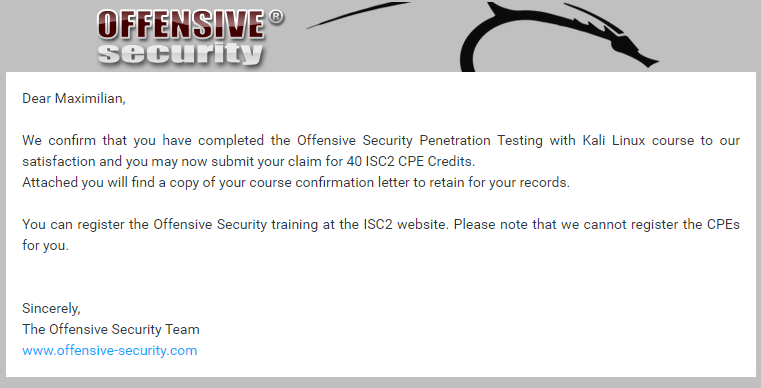 OFFENSIVE®
security
Dear Maximilian,
We confirm that you have completed the Offensive Security Penetration Testing with Kali Linux course to our
satisfaction and you may now submit your claim for 40 ISC2 CPE Credits.
Attached you will find a copy of your course confirmation letter to retain for your records.
You can register the Offensive Security training at the ISC2 website. Please note that we cannot register the CPEs
for you.
Sincerely,
The Offensive Security Team
www.offensive-security.com